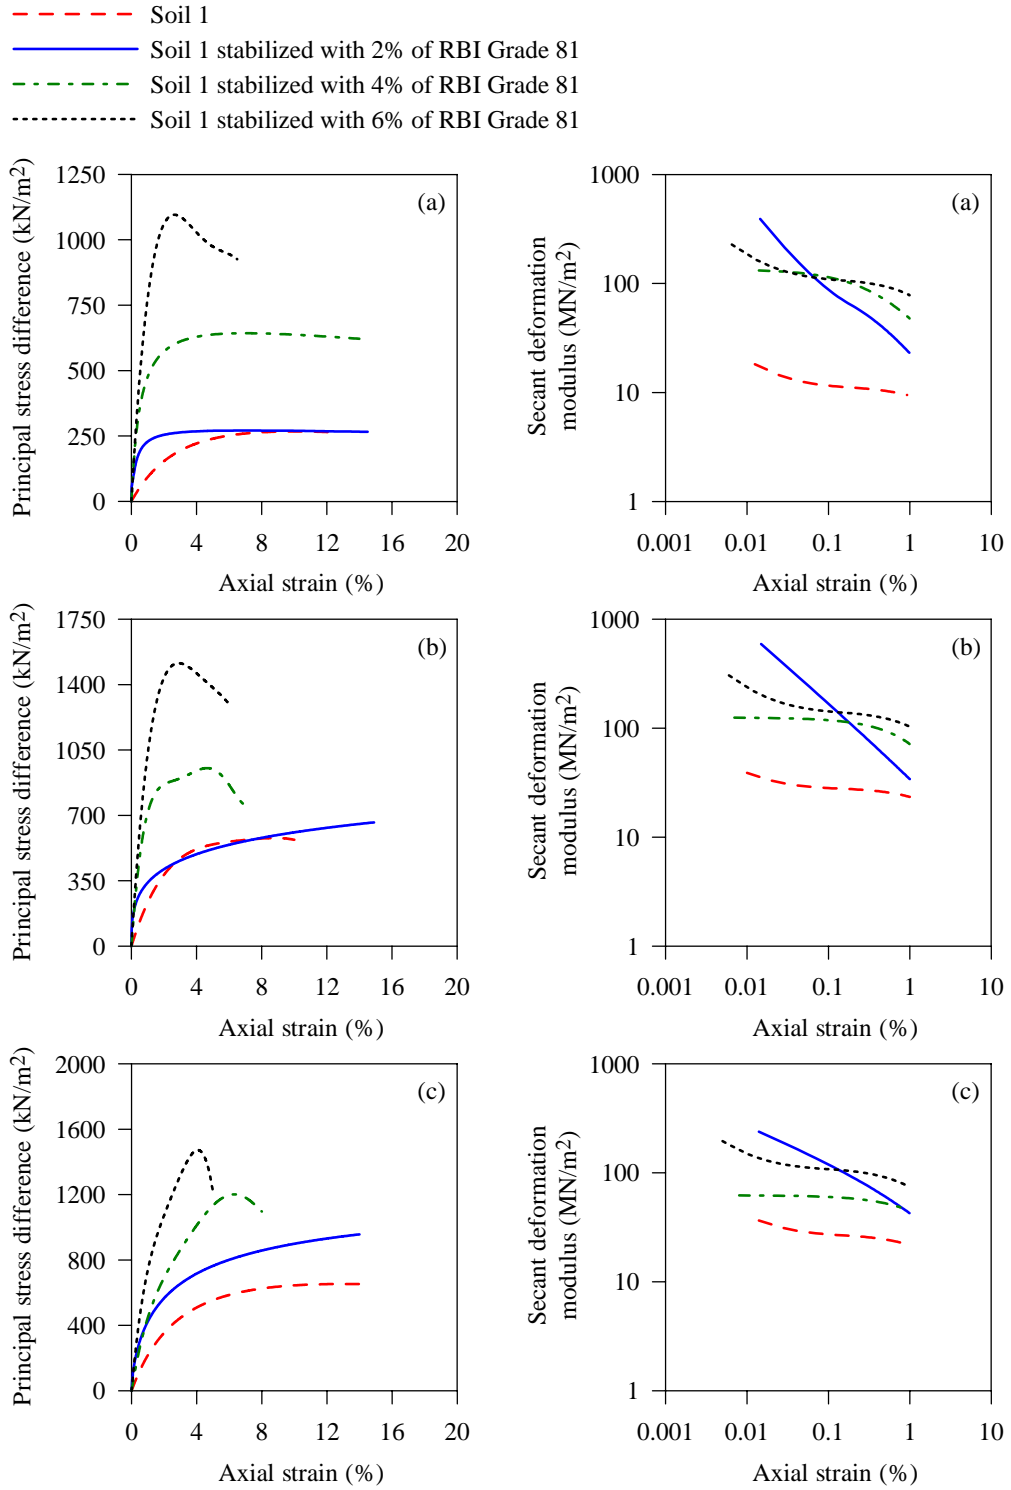 Soil 1
Soil 1 stabilized with 2% of RBI Grade 81
Soil 1 stabilized with 4% of RBI Grade 81
Soil 1 stabilized with 6% of RBI Grade 81
Principal stress difference (kN/m²)
1250
1000
750
500
250
0
(a)
0 4 8 12 16 20
Axial strain (%)
Secant deformation
modulus (MN/m²)
1000
100
10
1
(a)
0.001 0.01 0.1 1 10
Axial strain (%)
Principal stress difference (kN/m²)
1750
1400
1050
700
350
0
(b)
0 4 8 12 16 20
Axial strain (%)
Secant deformation
modulus (MN/m²)
1000
100
10
1
(b)
0.001 0.01 0.1 1 10
Axial strain (%)
Principal stress difference (kN/m²)
2000
1600
1200
800
400
0
(c)
0 4 8 12 16 20
Axial strain (%)
Secant deformation
modulus (MN/m²)
1000
100
10
1
(c)
0.001 0.01 0.1 1 10
Axial strain (%)